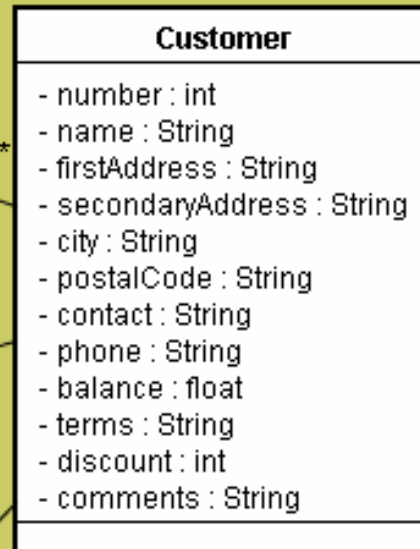 Customer
- number : int
* - name : String
- firstAddress : String
- secondaryAddress : String
- city : String
- postalCode : String
- contact : String
- phone : String
- balance : float
- terms : String
- discount : int
- comments : String